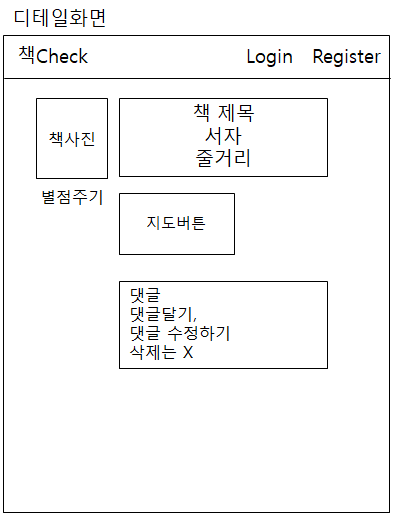 디테일화면
책Check
Login
Register
책사진
책 제목
서자
줄거리
별점주기
지도버튼
댓글
댓글달기,
댓글 수정하기
삭제는 X